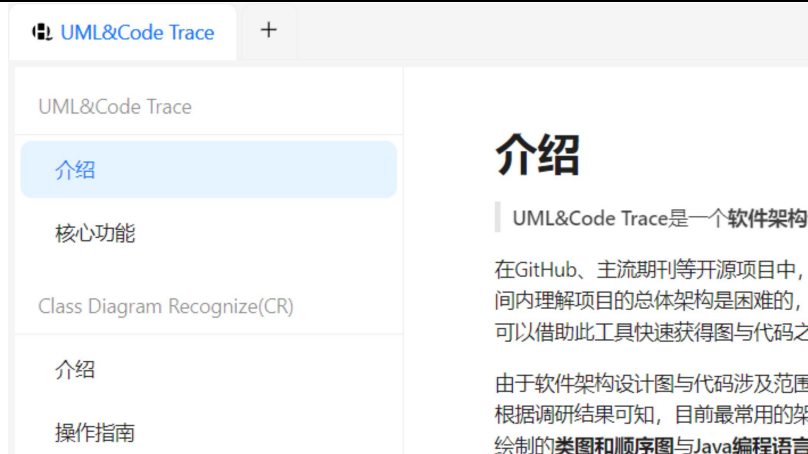 UML&Code Trace
+
UML&Code Trace
介绍
核心功能
Class Diagram Recognize(CR)
介绍
操作指南
介绍
UML&Code Trace是一个软件架构
在GitHub、主流期刊等开源项目中，
间内理解项目的总体架构是困难的，
可以借助此工具快速获得图与代码之
由于软件架构设计图与代码涉及范围
根据调研结果可知，目前最常用的架
绘制的类图和顺序图与Java编程语言